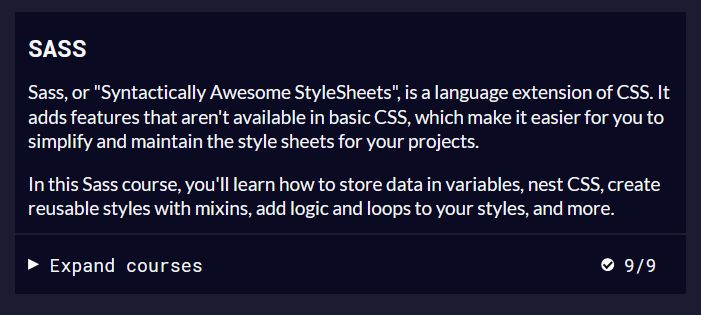 SASS
Sass, or "Syntactically Awesome StyleSheets", is a language extension of CSS. It
adds features that aren't available in basic CSS, which make it easier for you to
simplify and maintain the style sheets for your projects.
In this Sass course, you'll learn how to store data in variables, nest CSS, create
reusable styles with mixins, add logic and loops to your styles, and more.
Expand courses 9/9